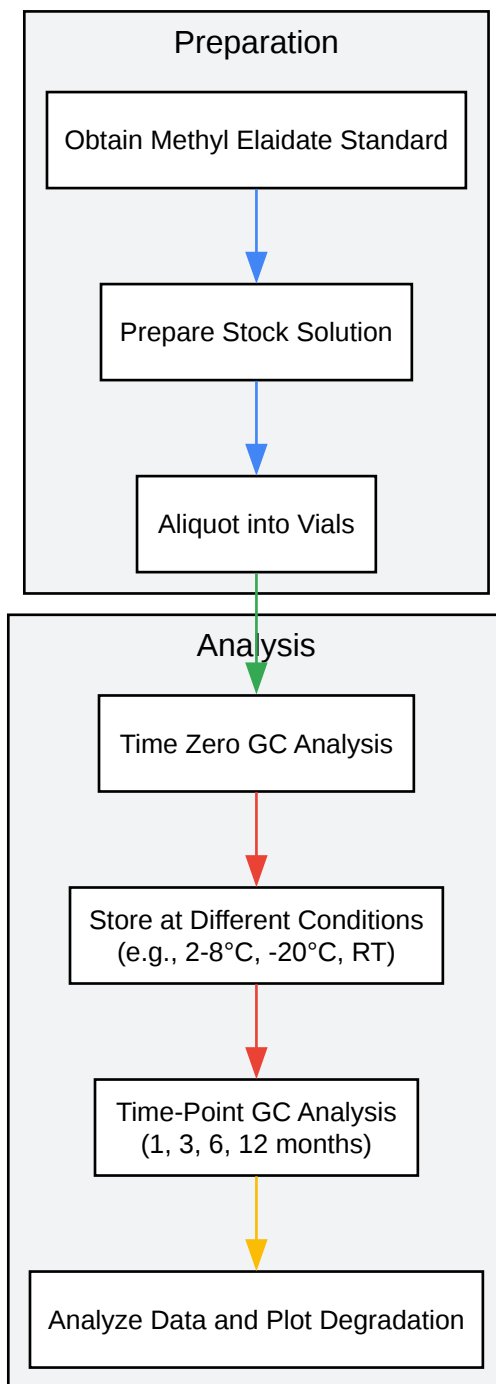 Preparation
Obtain Methyl Elaidate Standard
Prepare Stock Solution
Aliquot into Vials
Analysis
Time Zero GC Analysis
Store at Different Conditions
(e.g., 2-8°C, -20°C, RT)
Time-Point GC Analysis
(1, 3, 6, 12 months)
Analyze Data and Plot Degradation